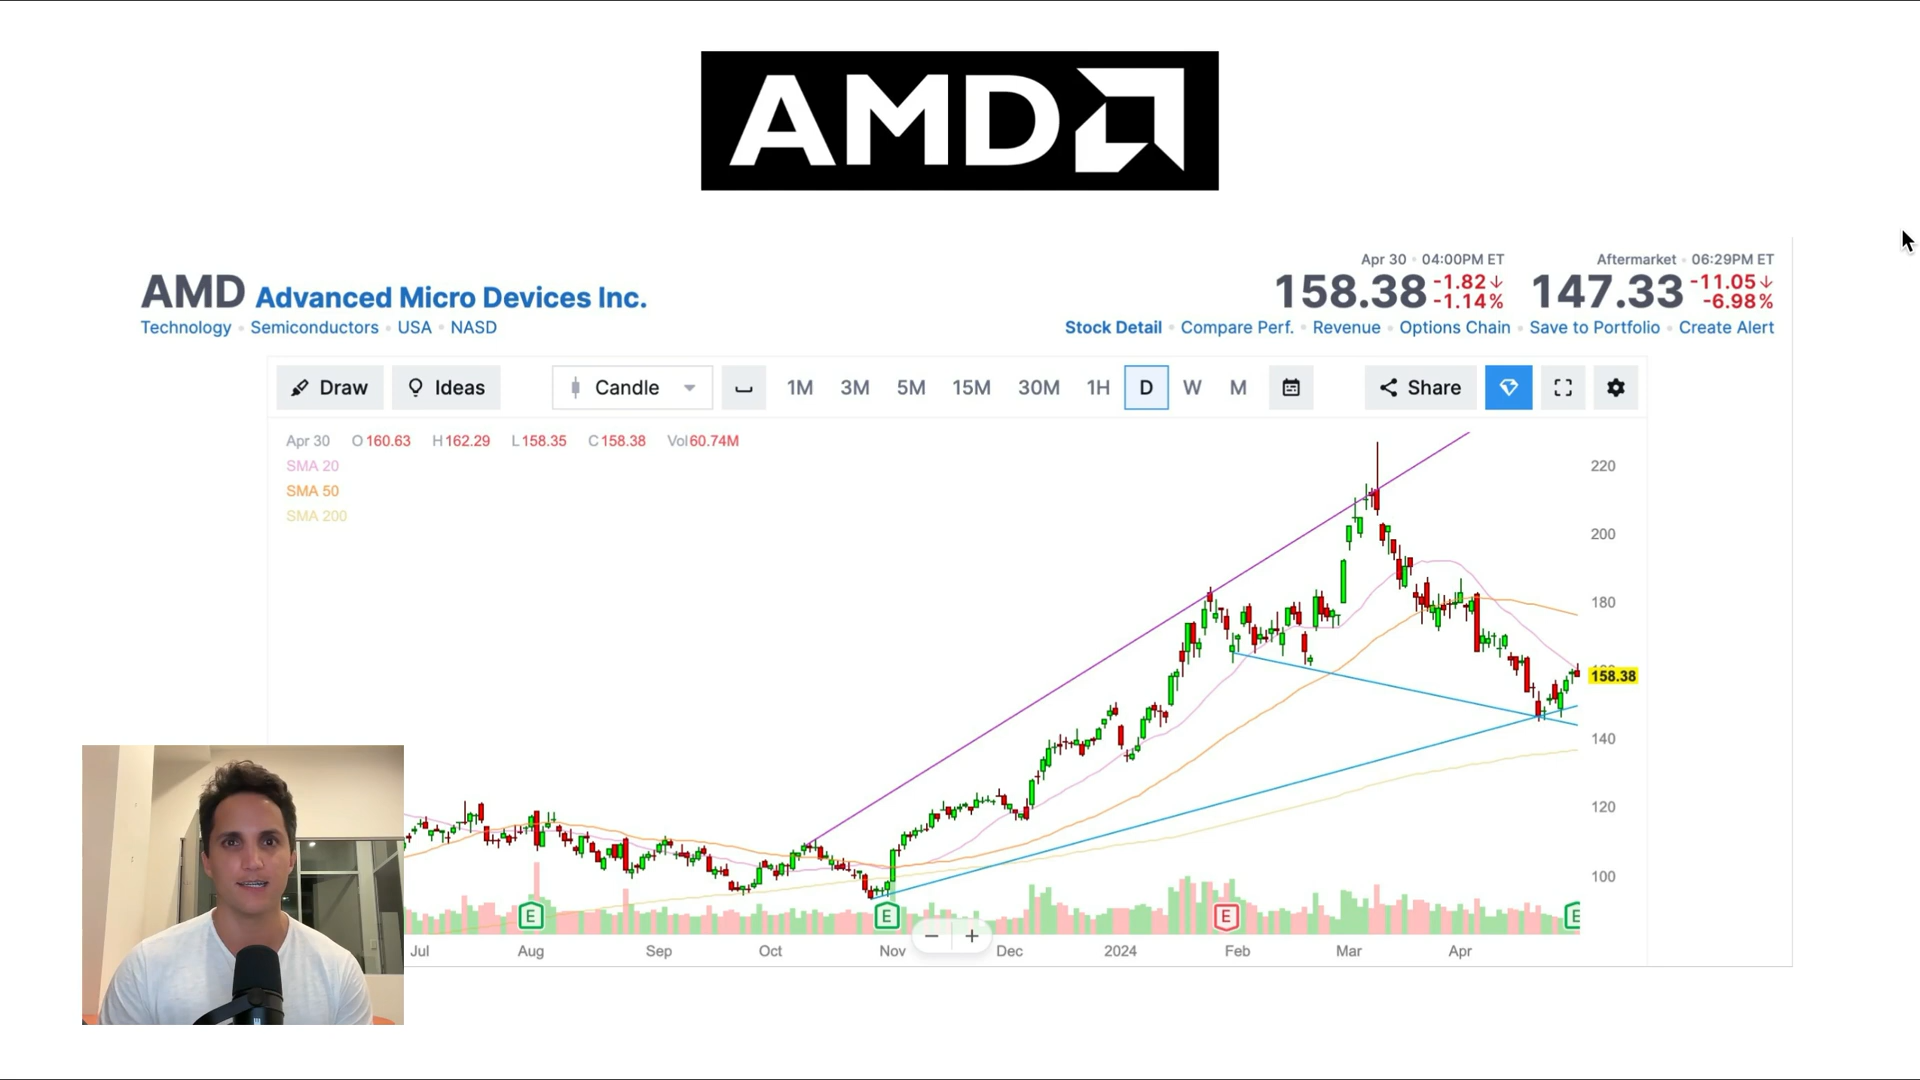 AMD
Apr 30 • 04:00PM ET Aftermarket • 06:29PM ET
AMD Advanced Micro Devices Inc. 158.38 -1.82↓ -1.14% 147.33 -11.05↓ -6.98%
Technology • Semiconductors • USA • NASD Stock Detail • Compare Perf. • Revenue • Options Chain • Save to Portfolio • Create Alert
Draw Ideas Candle 1M 3M 5M 15M 30M 1H D W M Share
Apr 30 O 160.63 H 162.29 L 158.35 C 158.38 Vol 60.74M
SMA 20
SMA 50
SMA 200
220
200
180
158.38
140
120
100
E E E E
− +
Jul Aug Sep Oct Nov Dec 2024 Feb Mar Apr